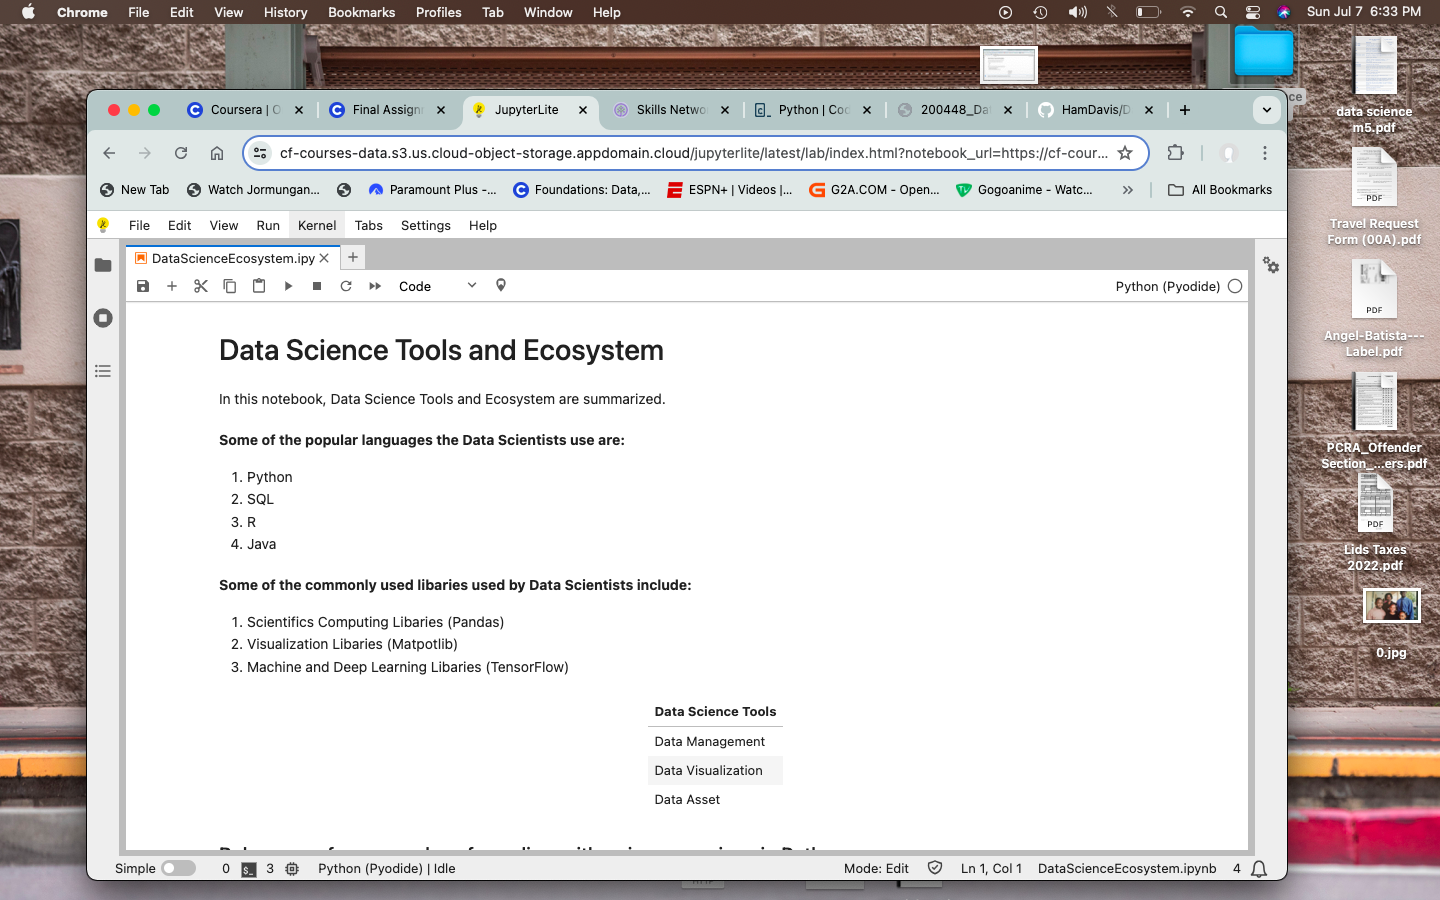 Chrome File Edit View History Bookmarks Profiles Tab Window Help Sun Jul 7 6:33 PM
Coursera | O Final Assign JupyterLite Skills Netwo Python | Coc 200448_Da HamDavis/D
cf-courses-data.s3.us.cloud-object-storage.appdomain.cloud/jupyterlite/latest/lab/index.html?notebook_url=https://cf-cour...
New Tab Watch Jormungan... Paramount Plus -... Foundations: Data,... ESPN+ | Videos |... G2A.COM - Open... Gogoanime - Watc... » All Bookmarks
File Edit View Run Kernel Tabs Settings Help
DataScienceEcosystem.ipy
Code Python (Pyodide)
Data Science Tools and Ecosystem
In this notebook, Data Science Tools and Ecosystem are summarized.
Some of the popular languages the Data Scientists use are:
1. Python
2. SQL
3. R
4. Java
Some of the commonly used libaries used by Data Scientists include:
1. Scientifics Computing Libaries (Pandas)
2. Visualization Libaries (Matpotlib)
3. Machine and Deep Learning Libaries (TensorFlow)
Data Science Tools
Data Management
Data Visualization
Data Asset
Simple 0 3 Python (Pyodide) | Idle Mode: Edit Ln 1, Col 1 DataScienceEcosystem.ipynb 4
data science
m5.pdf
PDF
Travel Request
Form (00A).pdf
PDF
Angel-Batista---
Label.pdf
PCRA_Offender
Section_...ers.pdf
PDF
Lids Taxes
2022.pdf
0.jpg